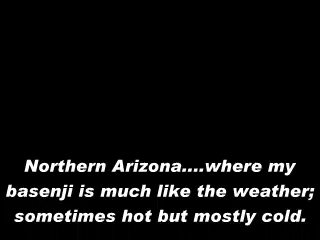 Northern Arizona....where my
basenji is much like the weather;
sometimes hot but mostly cold.